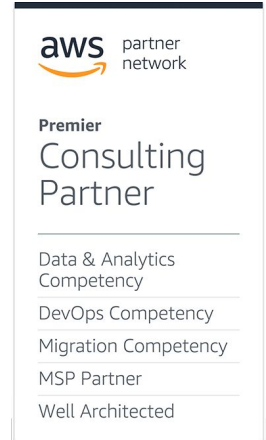 aws partner
network
Premier
Consulting
Partner
Data & Analytics
Competency
DevOps Competency
Migration Competency
MSP Partner
Well Architected